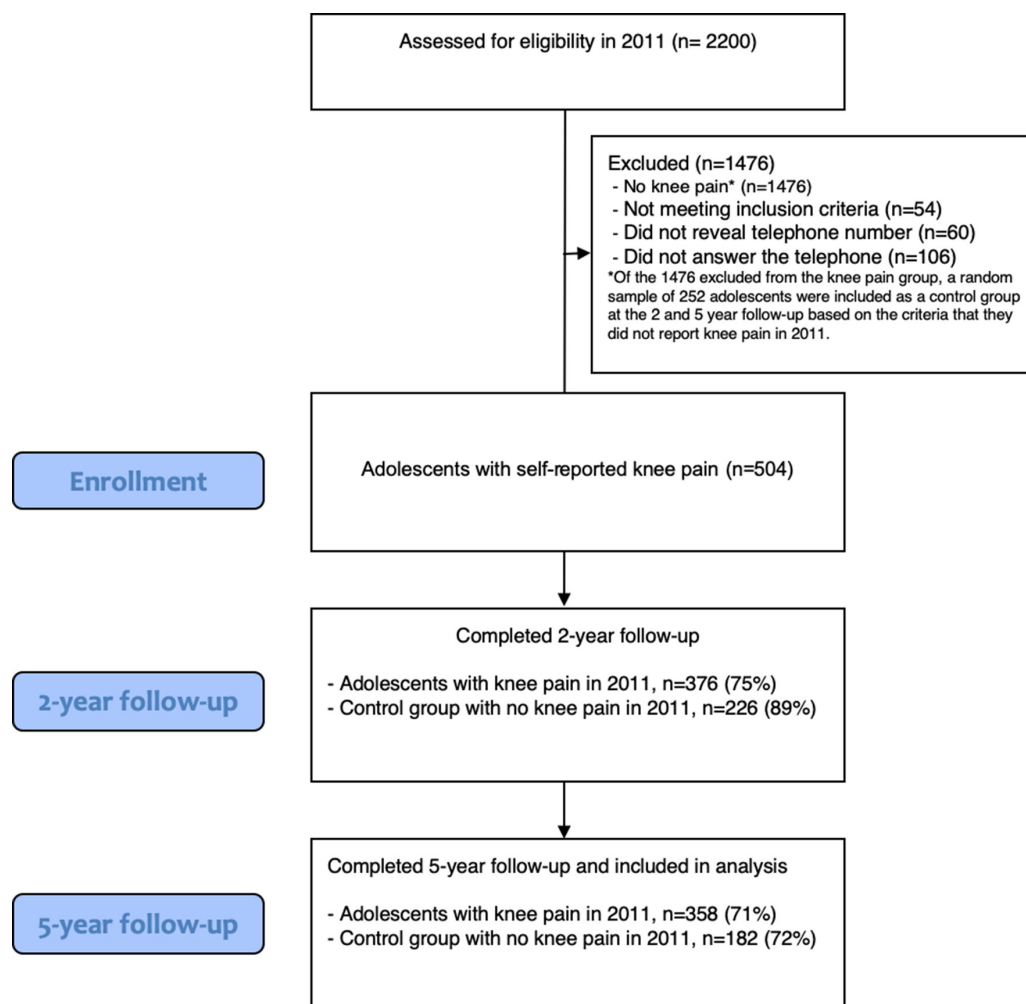 Assessed for eligibility in 2011 (n= 2200)
Excluded (n=1476)
- No knee pain* (n=1476)
- Not meeting inclusion criteria (n=54)
- Did not reveal telephone number (n=60)
- Did not answer the telephone (n=106)
*Of the 1476 excluded from the knee pain group, a random
sample of 252 adolescents were included as a control group
at the 2 and 5 year follow-up based on the criteria that they
did not report knee pain in 2011.
Enrollment
Adolescents with self-reported knee pain (n=504)
2-year follow-up
Completed 2-year follow-up
- Adolescents with knee pain in 2011, n=376 (75%)
- Control group with no knee pain in 2011, n=226 (89%)
5-year follow-up
Completed 5-year follow-up and included in analysis
- Adolescents with knee pain in 2011, n=358 (71%)
- Control group with no knee pain in 2011, n=182 (72%)